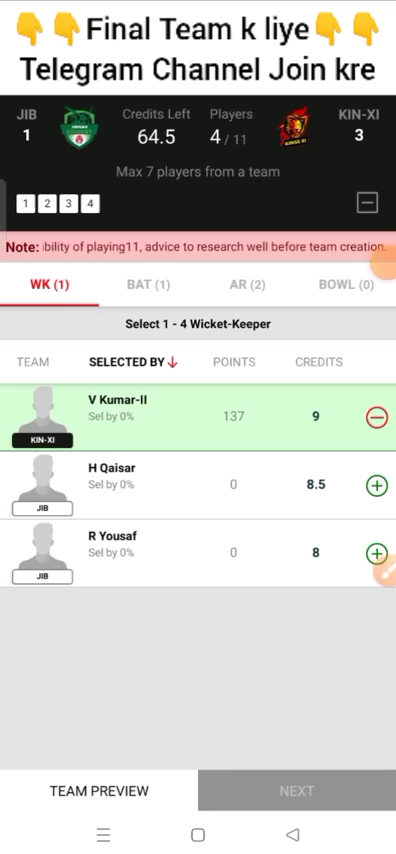 👇👇Final Team k liye👇👇
Telegram Channel Join kre
JIB Credits Left Players KIN-XI
1 64.5 4 / 11 3
Max 7 players from a team
1 2 3 4
Note: ibility of playing11, advice to research well before team creation.
WK (1) BAT (1) AR (2) BOWL (0)
Select 1 - 4 Wicket-Keeper
TEAM SELECTED BY ↓ POINTS CREDITS
V Kumar-II
Sel by 0% 137 9
KIN-XI
H Qaisar
Sel by 0% 0 8.5
JIB
R Yousaf
Sel by 0% 0 8
JIB
TEAM PREVIEW NEXT